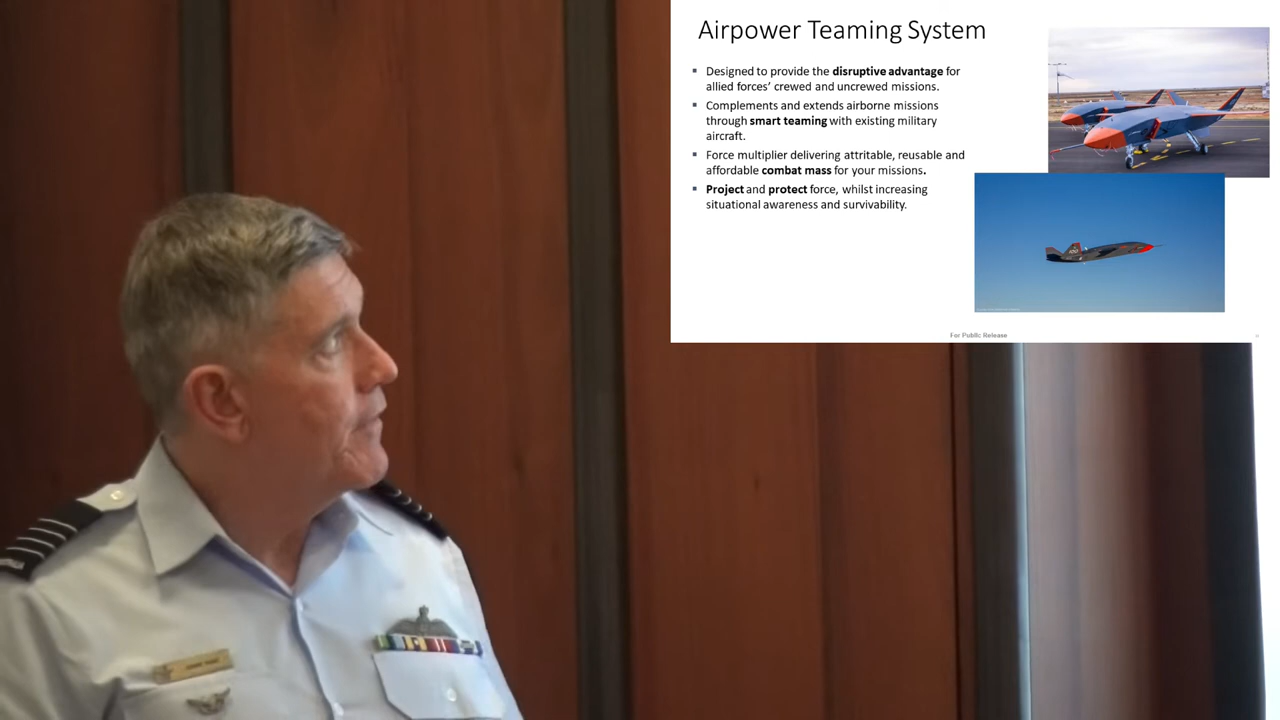 Airpower Teaming System
▪ Designed to provide the disruptive advantage for
allied forces’ crewed and uncrewed missions.
▪ Complements and extends airborne missions
through smart teaming with existing military
aircraft.
▪ Force multiplier delivering attritable, reusable and
affordable combat mass for your missions.
▪ Project and protect force, whilst increasing
situational awareness and survivability.
For Public Release